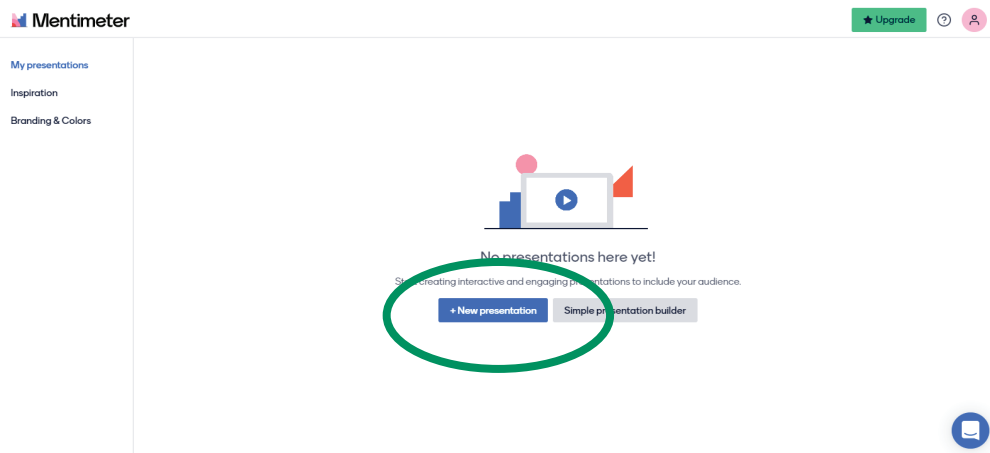 Mentimeter
Upgrade
My presentations
Inspiration
Branding & Colors
No presentations here yet!
creating interactive and engaging presentations to include your audience.
+ New presentation
Simple presentation builder